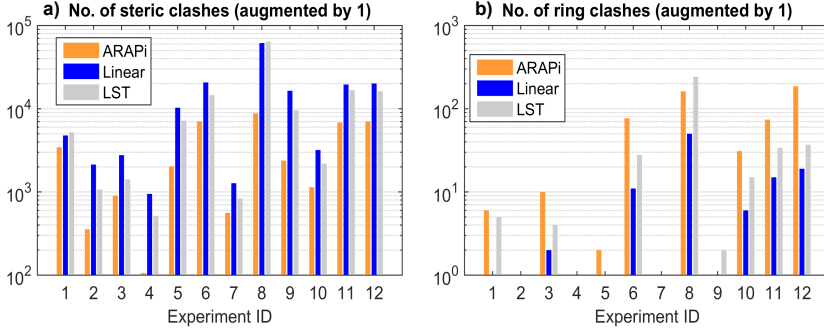 a) No. of steric clashes (augmented by 1)
10^5
10^4
10^3
10^2
ARAPi
Linear
LST
1 2 3 4 5 6 7 8 9 10 11 12
Experiment ID
b) No. of ring clashes (augmented by 1)
10^3
10^2
10^1
10^0
ARAPi
Linear
LST
1 2 3 4 5 6 7 8 9 10 11 12
Experiment ID